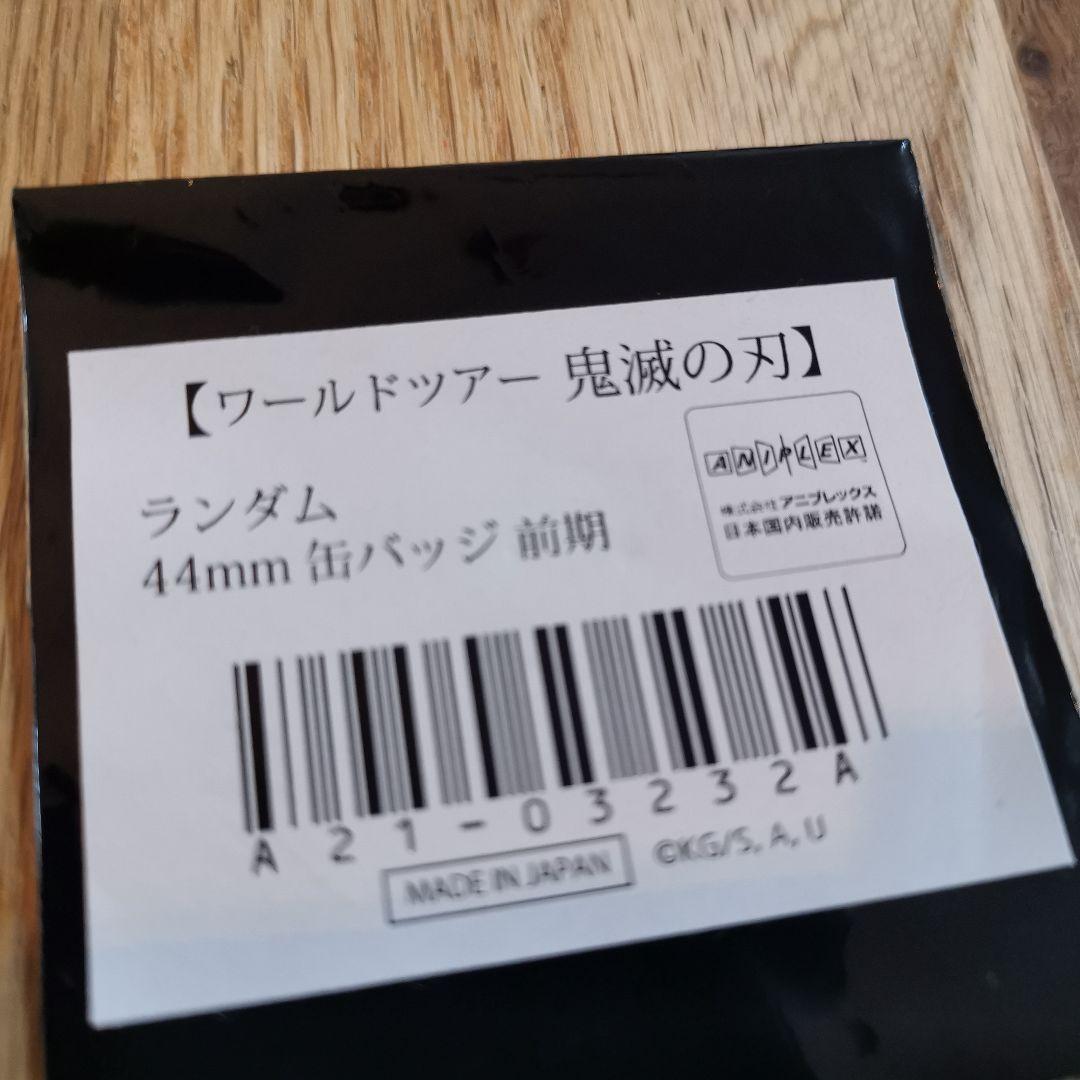 【ワールドツアー 鬼滅の刃】
ANIPLEX
株式会社アニプレックス
日本国内販売許諾
ランダム
44mm 缶バッジ 前期
A21-03232A
MADE IN JAPAN
©KG/S, A, U